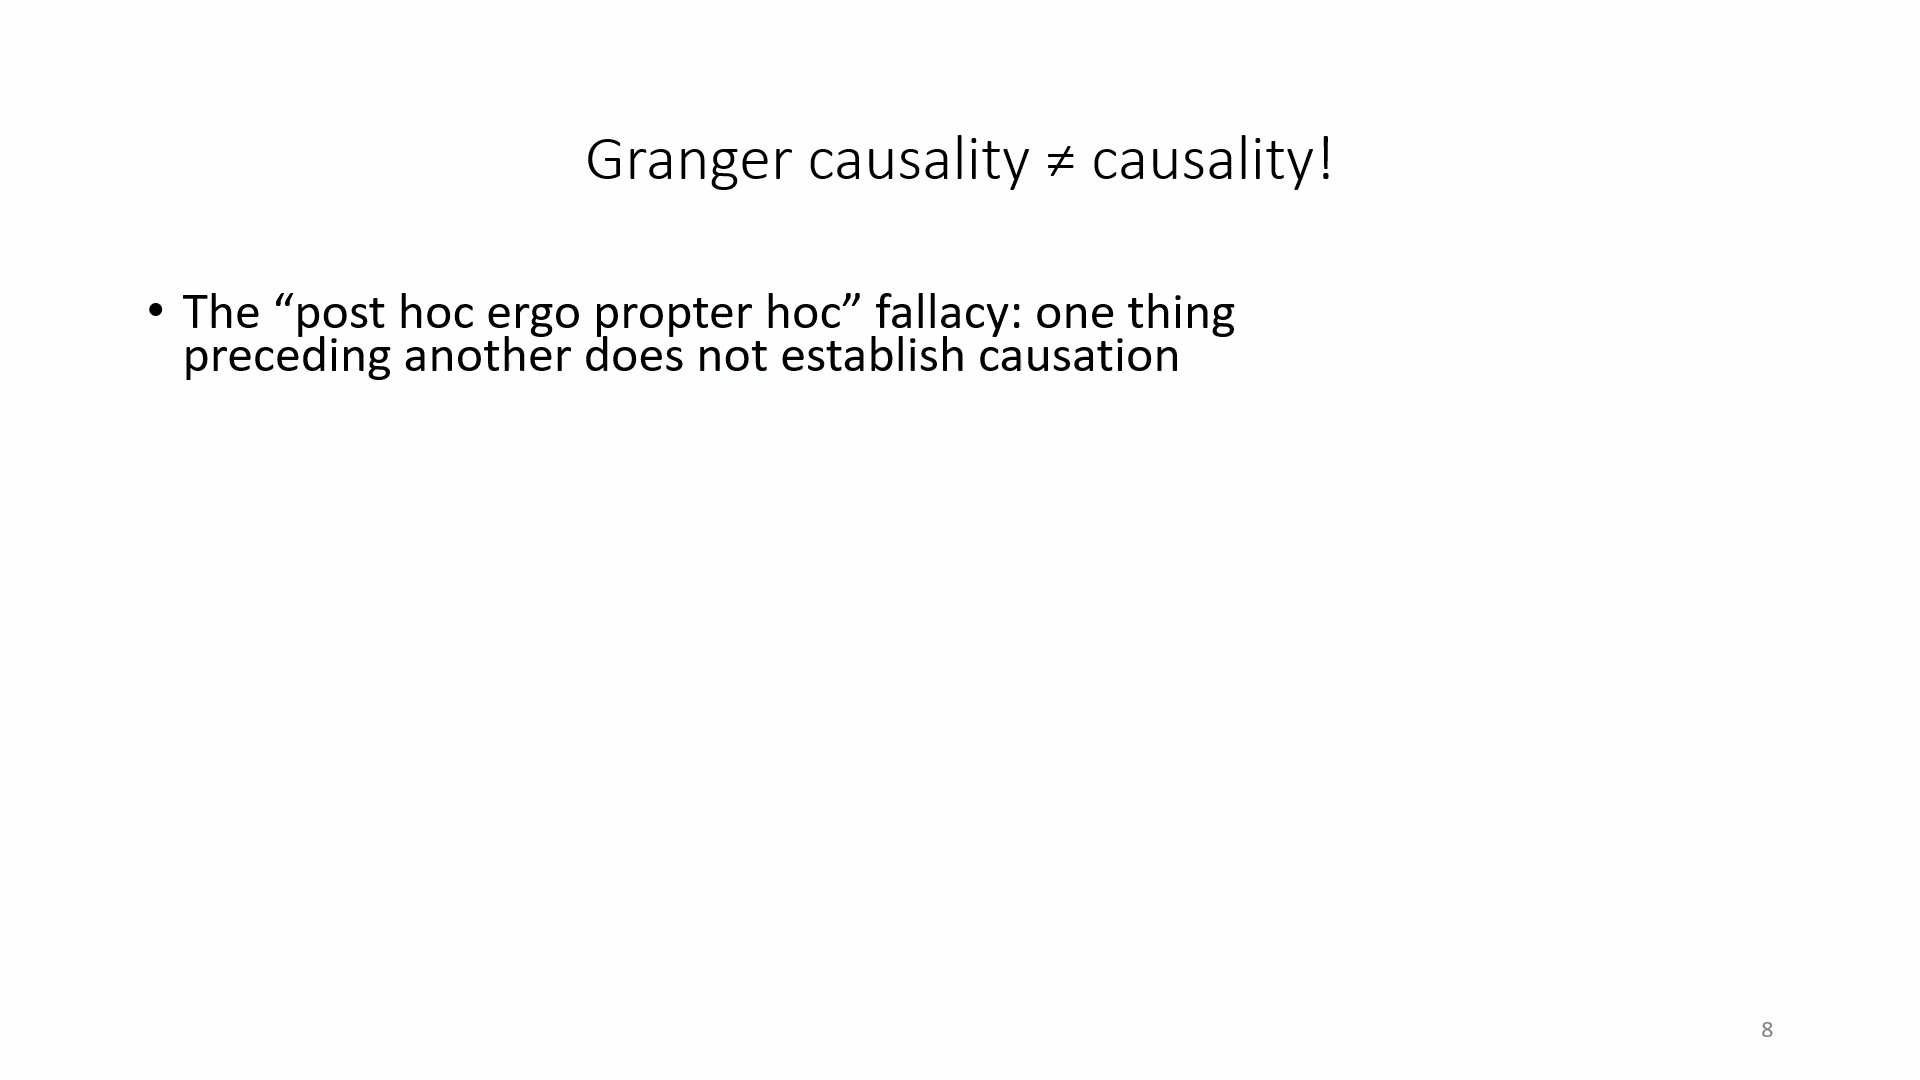 Granger causality ≠ causality!
• The “post hoc ergo propter hoc” fallacy: one thing
preceding another does not establish causation
8